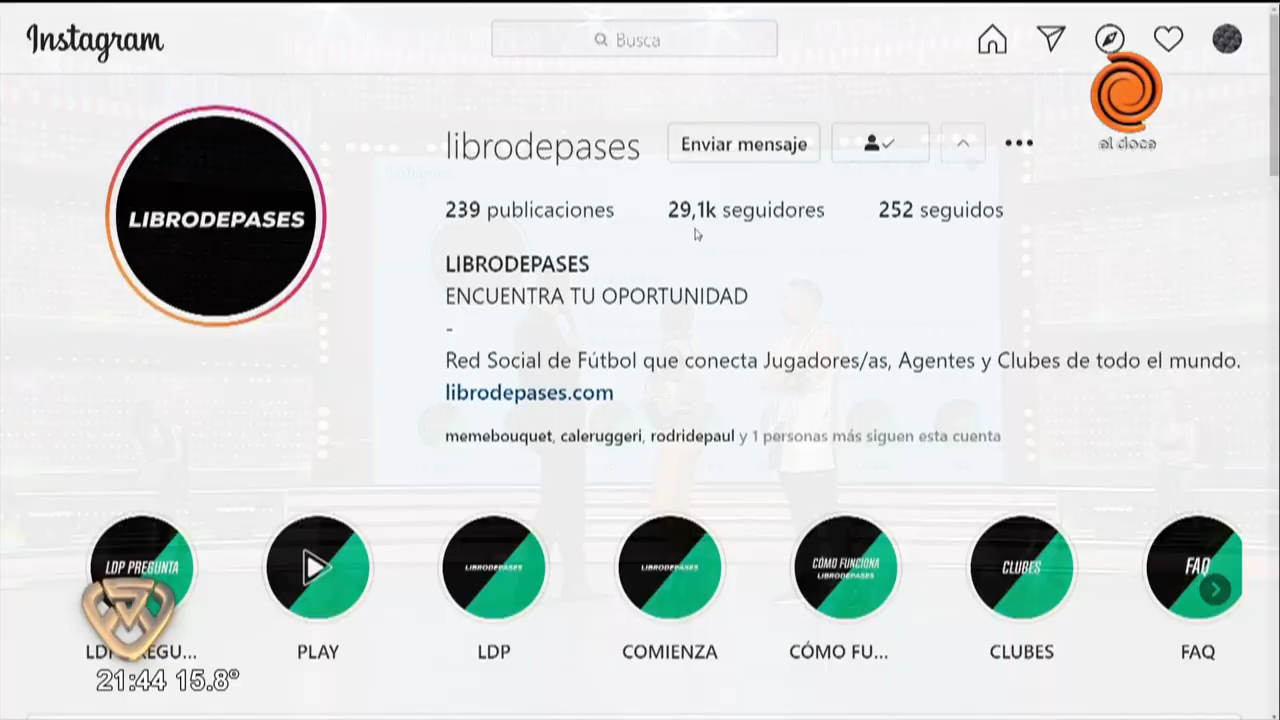 Instagram
Busca
al doce
librodepases
Enviar mensaje
239 publicaciones 29,1k seguidores 252 seguidos
LIBRODEPASES
LIBRODEPASES
ENCUENTRA TU OPORTUNIDAD
-
Red Social de Fútbol que conecta Jugadores/as, Agentes y Clubes de todo el mundo.
librodepases.com
memebouquet, caleruggeri, rodridepaul y 1 personas más siguen esta cuenta
LDP PREGUNTA
LIBRODEPASES
LIBRODEPASES
CÓMO FUNCIONA
LIBRODEPASES
CLUBES
FAQ
PLAY
LDP
COMIENZA
CÓMO FU...
CLUBES
FAQ
21:44 15.8°